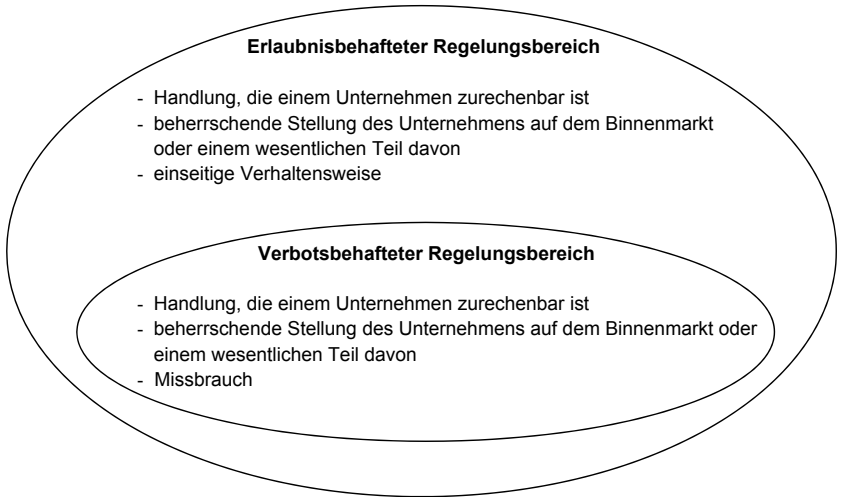 Erlaubnisbehafteter Regelungsbereich
- Handlung, die einem Unternehmen zurechenbar ist
- beherrschende Stellung des Unternehmens auf dem Binnenmarkt
oder einem wesentlichen Teil davon
- einseitige Verhaltensweise
Verbotsbehafteter Regelungsbereich
- Handlung, die einem Unternehmen zurechenbar ist
- beherrschende Stellung des Unternehmens auf dem Binnenmarkt oder
einem wesentlichen Teil davon
- Missbrauch